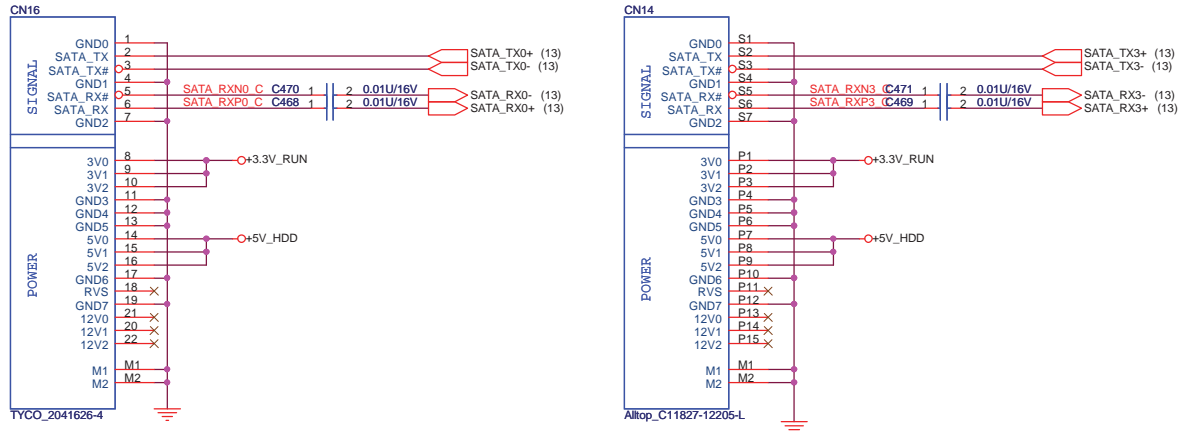 CN16
SIGNAL
GND0 1
SATA_TX 2 SATA_TX0+ (13)
SATA_TX# 3 SATA_TX0- (13)
GND1 4
SATA_RX# 5 SATA_RXN0_C C470 1 2 0.01U/16V SATA_RX0- (13)
SATA_RX 6 SATA_RXP0_C C468 1 2 0.01U/16V SATA_RX0+ (13)
GND2 7
POWER
3V0 8 +3.3V_RUN
3V1 9
3V2 10
GND3 11
GND4 12
GND5 13
5V0 14 +5V_HDD
5V1 15
5V2 16
GND6 17
RVS 18
GND7 19
12V0 21
12V1 20
12V2 22
M1 M1
M2 M2
TYCO_2041626-4
CN14
SIGNAL
GND0 S1
SATA_TX S2 SATA_TX3+ (13)
SATA_TX# S3 SATA_TX3- (13)
GND1 S4
SATA_RX# S5 SATA_RXN3_C C471 1 2 0.01U/16V SATA_RX3- (13)
SATA_RX S6 SATA_RXP3_C C469 1 2 0.01U/16V SATA_RX3+ (13)
GND2 S7
POWER
3V0 P1 +3.3V_RUN
3V1 P2
3V2 P3
GND3 P4
GND4 P5
GND5 P6
5V0 P7 +5V_HDD
5V1 P8
5V2 P9
GND6 P10
RVS P11
GND7 P12
12V0 P13
12V1 P14
12V2 P15
M1 M1
M2 M2
Alltop_C11827-12205-L